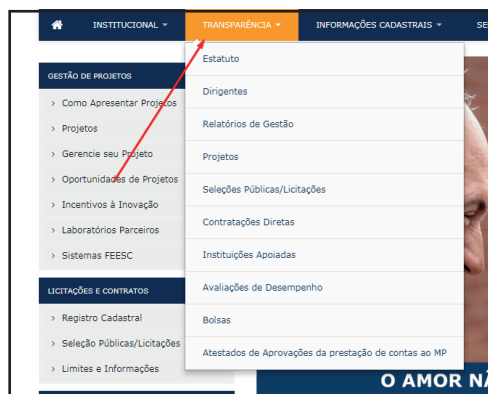 INSTITUCIONAL
TRANSPARÊNCIA
INFORMAÇÕES CADASTRAIS
SE
GESTÃO DE PROJETOS
Como Apresentar Projetos
Projetos
Gerencie seu Projeto
Oportunidades de Projetos
Incentivos à Inovação
Laboratórios Parceiros
Sistemas FEESC
LICITAÇÕES E CONTRATOS
Registro Cadastral
Seleção Públicas/Licitações
Limites e Informações
Estatuto
Dirigentes
Relatórios de Gestão
Projetos
Seleções Públicas/Licitações
Contratações Diretas
Instituições Apoiadas
Avaliações de Desempenho
Bolsas
Atestados de Aprovações da prestação de contas ao MP
O AMOR NÃ